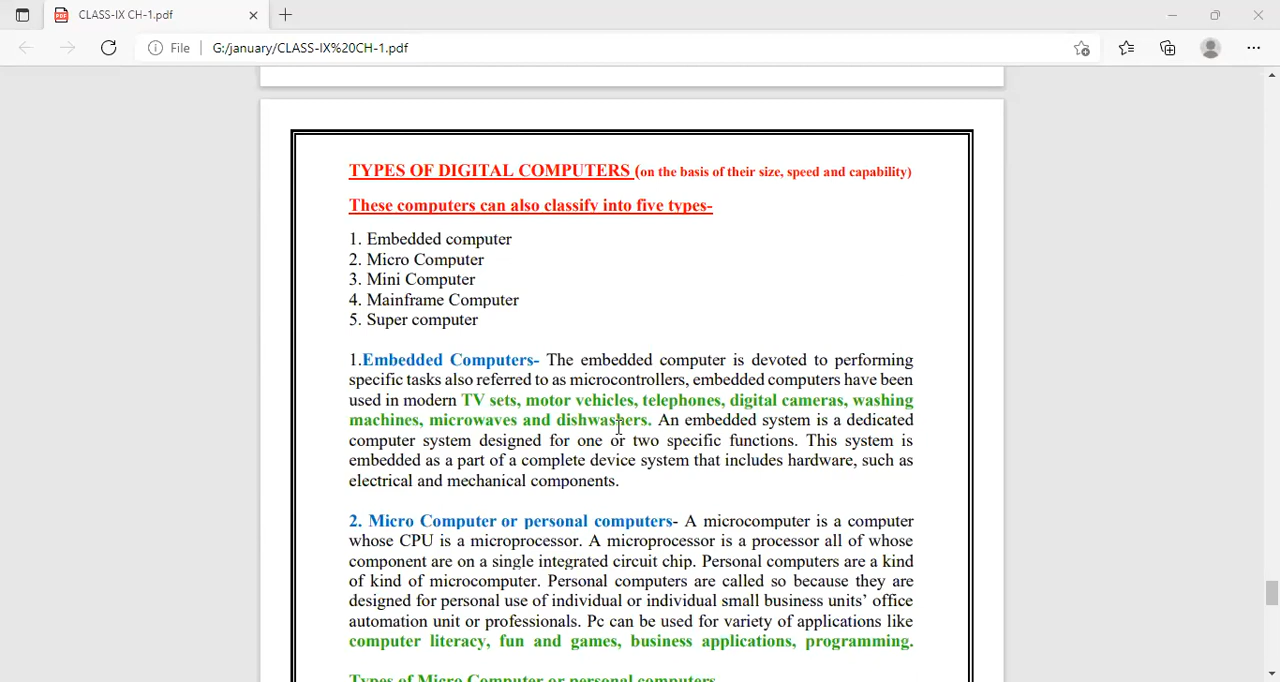 CLASS-IX CH-1.pdf
File G:/january/CLASS-IX%20CH-1.pdf
TYPES OF DIGITAL COMPUTERS (on the basis of their size, speed and capability)
These computers can also classify into five types-
1. Embedded computer
2. Micro Computer
3. Mini Computer
4. Mainframe Computer
5. Super computer
1.Embedded Computers- The embedded computer is devoted to performing
specific tasks also referred to as microcontrollers, embedded computers have been
used in modern TV sets, motor vehicles, telephones, digital cameras, washing
machines, microwaves and dishwashers. An embedded system is a dedicated
computer system designed for one or two specific functions. This system is
embedded as a part of a complete device system that includes hardware, such as
electrical and mechanical components.
2. Micro Computer or personal computers- A microcomputer is a computer
whose CPU is a microprocessor. A microprocessor is a processor all of whose
component are on a single integrated circuit chip. Personal computers are a kind
of kind of microcomputer. Personal computers are called so because they are
designed for personal use of individual or individual small business units’ office
automation unit or professionals. Pc can be used for variety of applications like
computer literacy, fun and games, business applications, programming.
Types of Micro Computer or personal computers